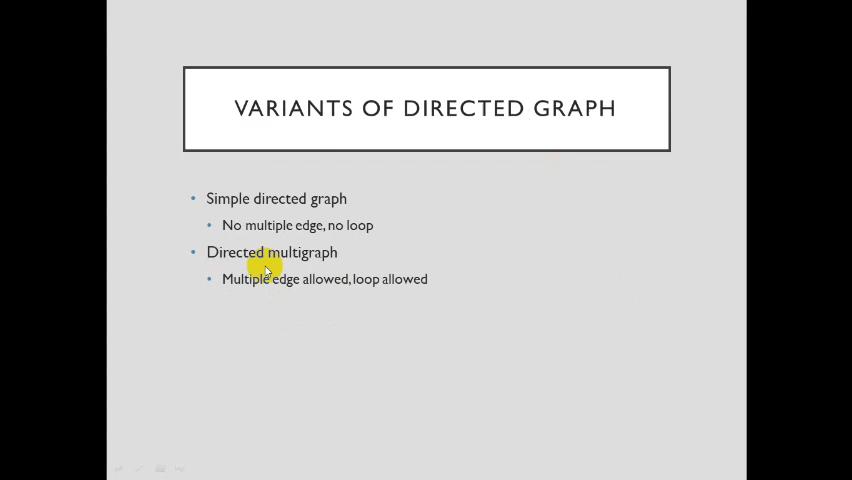 VARIANTS OF DIRECTED GRAPH
Simple directed graph
No multiple edge, no loop
Directed multigraph
Multiple edge allowed, loop allowed